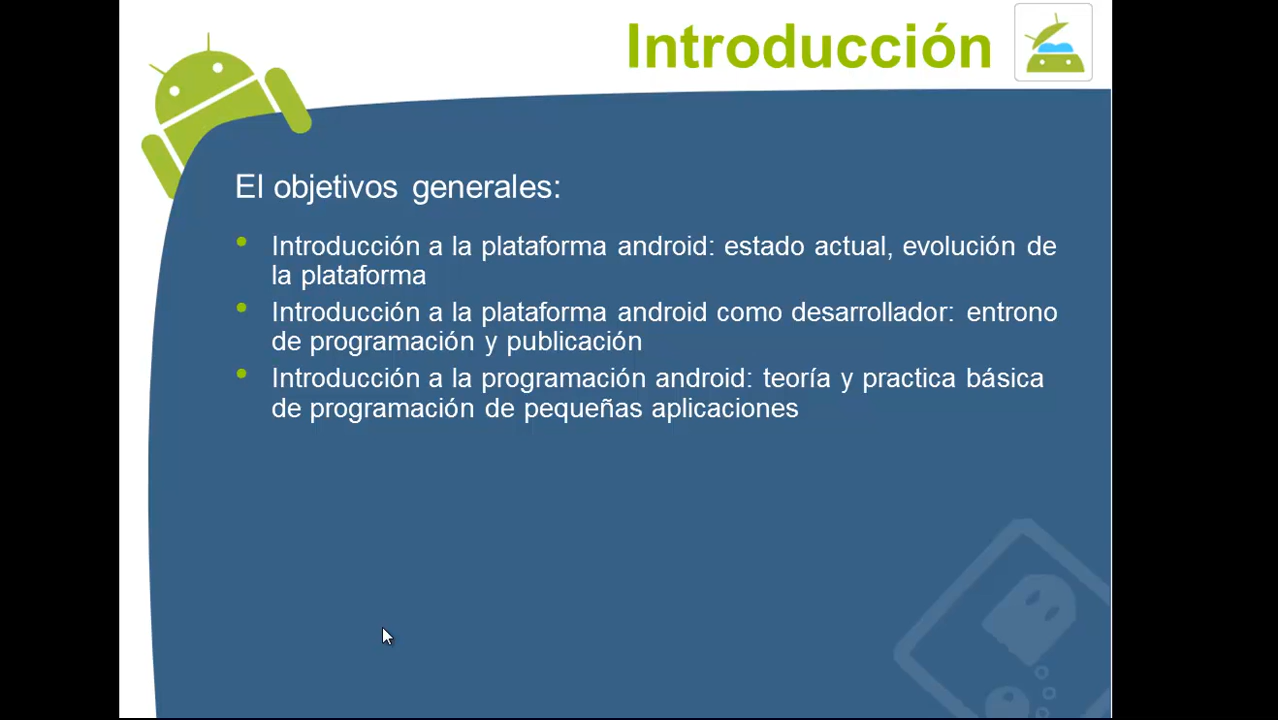 Introducción
El objetivos generales:
Introducción a la plataforma android: estado actual, evolución de
la plataforma
Introducción a la plataforma android como desarrollador: entrono
de programación y publicación
Introducción a la programación android: teoría y practica básica
de programación de pequeñas aplicaciones